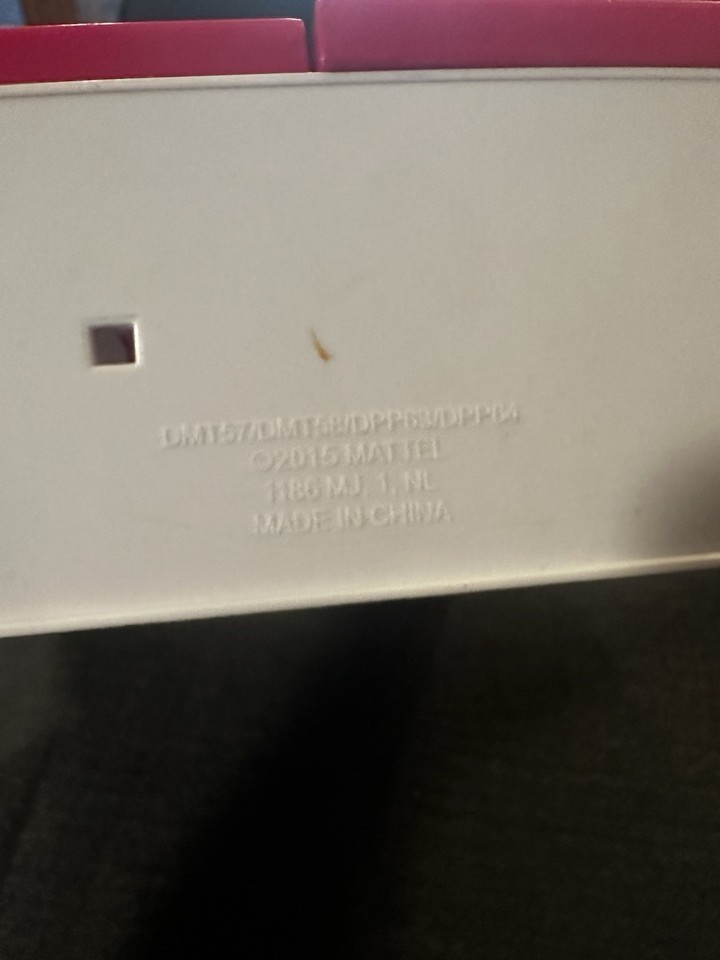 DMT57/DMT58/DPP63/DPP64
©2015 MATTEL
1186 MJ, 1, NL
MADE IN CHINA